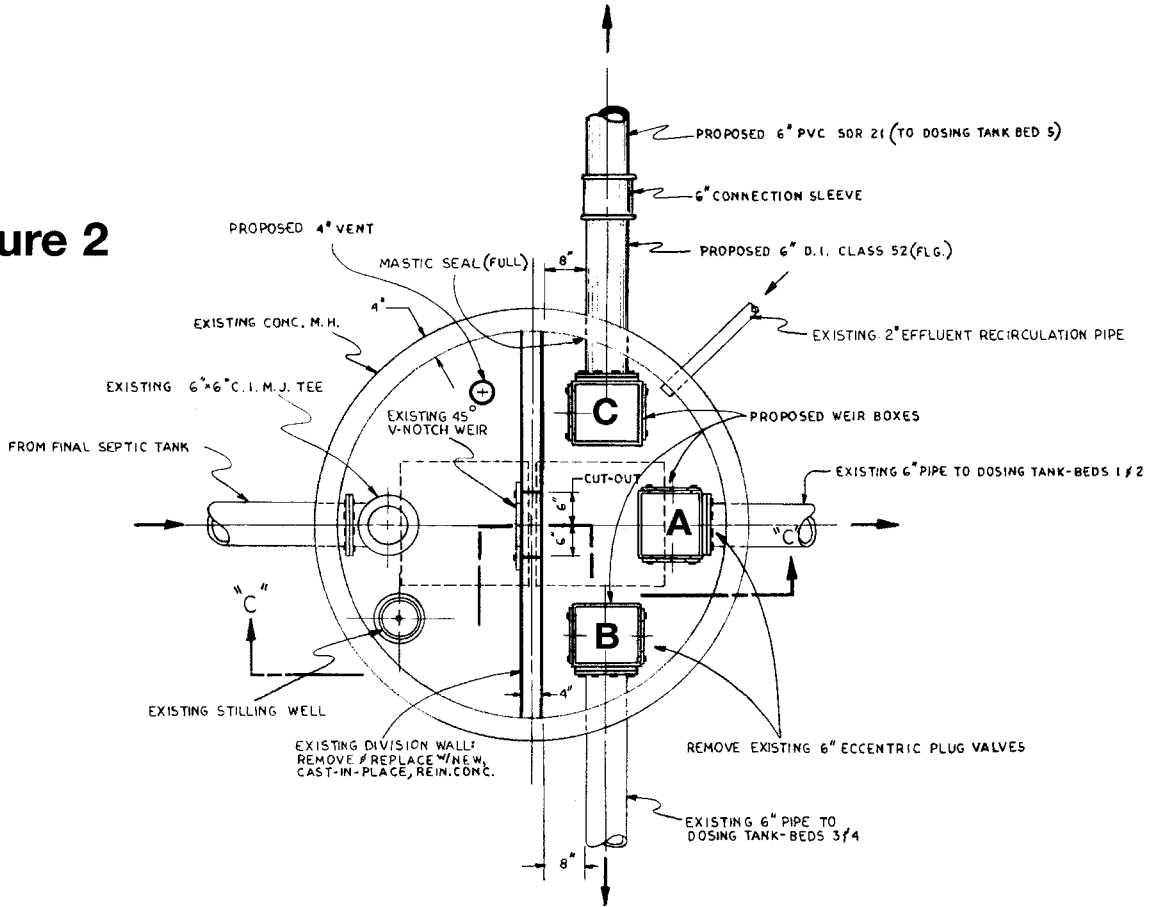 ure 2
PROPOSED 6" PVC SDR 21 (TO DOSING TANK BED 5)
6" CONNECTION SLEEVE
PROPOSED 4" VENT
MASTIC SEAL (FULL)
8"
PROPOSED 6" D.I. CLASS 52 (FLG.)
4"
EXISTING CONC. M.H.
EXISTING 2" EFFLUENT RECIRCULATION PIPE
EXISTING 6"×6" C.I. M.J. TEE
C
EXISTING 45°
V-NOTCH WEIR
PROPOSED WEIR BOXES
FROM FINAL SEPTIC TANK
CUT-OUT
EXISTING 6" PIPE TO DOSING TANK-BEDS 1 & 2
6"
6"
A
"C"
"C"
B
4"
EXISTING STILLING WELL
EXISTING DIVISION WALL:
REMOVE & REPLACE W/NEW,
CAST-IN-PLACE, REIN. CONC.
REMOVE EXISTING 6" ECCENTRIC PLUG VALVES
EXISTING 6" PIPE TO
DOSING TANK-BEDS 3 & 4
8"